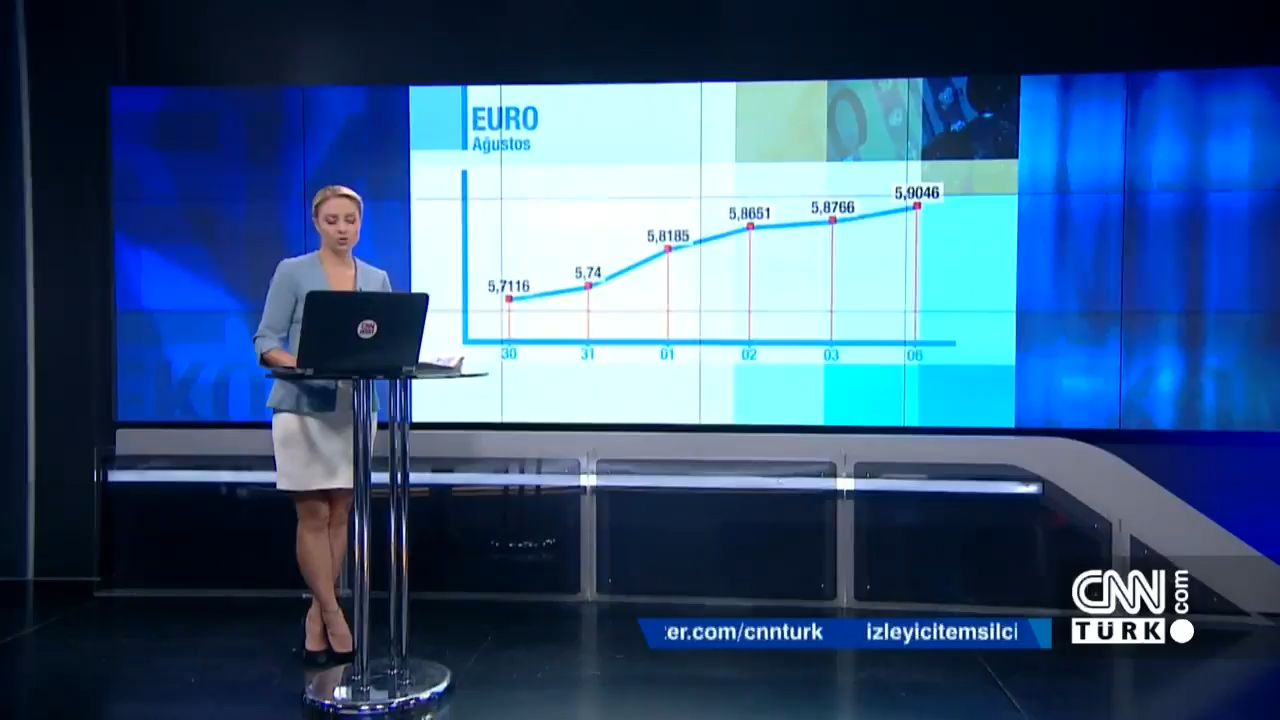 EURO
Ağustos
5,7116
5,74
5,8185
5,8651
5,8766
5,9046
30
31
01
02
03
06
CNN
er.com/cnnturk izleyicitemsilci
CNN
TÜRK
.com